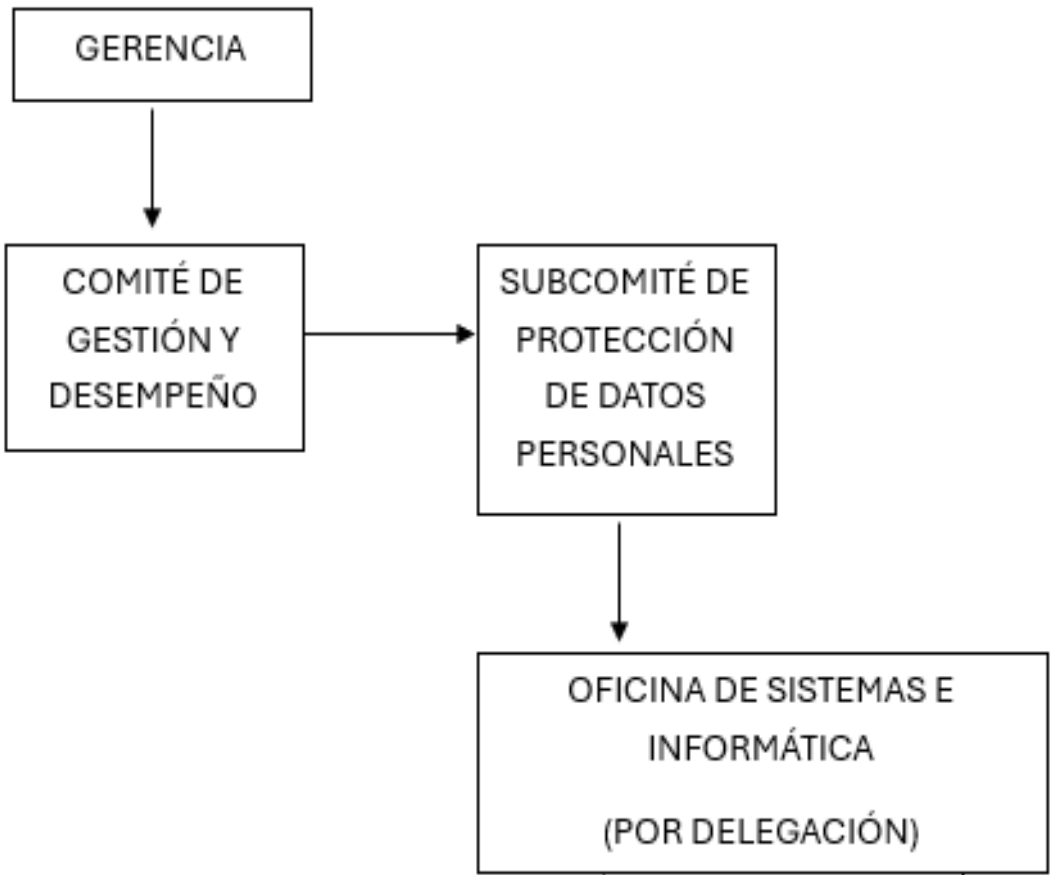 GERENCIA
COMITÉ DE
GESTIÓN Y
DESEMPEÑO
SUBCOMITÉ DE
PROTECCIÓN
DE DATOS
PERSONALES
OFICINA DE SISTEMAS E
INFORMÁTICA
(POR DELEGACIÓN)